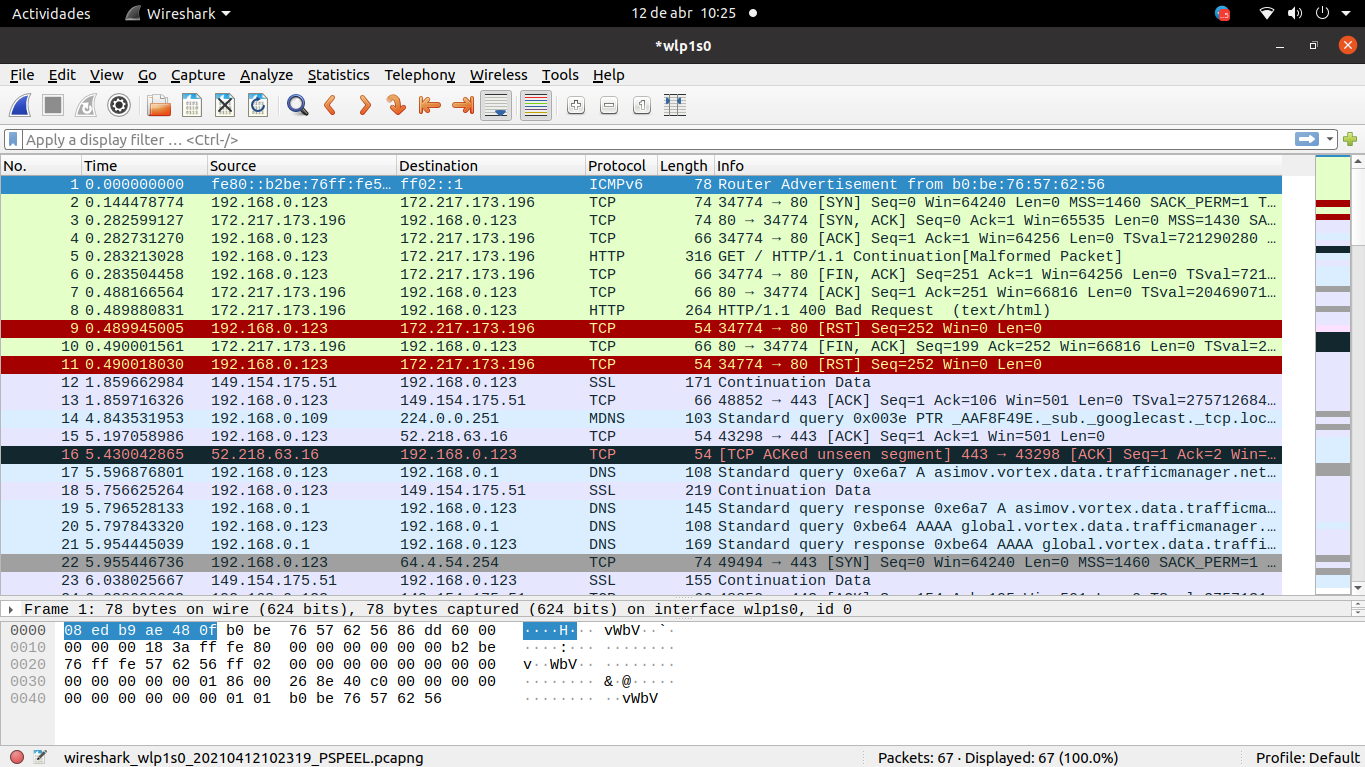 Actividades Wireshark 12 de abr 10:25
*wlp1s0
File Edit View Go Capture Analyze Statistics Telephony Wireless Tools Help
Apply a display filter … <Ctrl-/>
No. Time Source Destination Protocol Length Info
1 0.000000000 fe80::b2be:76ff:fe5… ff02::1 ICMPv6 78 Router Advertisement from b0:be:76:57:62:56
2 0.144478774 192.168.0.123 172.217.173.196 TCP 74 34774 → 80 [SYN] Seq=0 Win=64240 Len=0 MSS=1460 SACK_PERM=1 T…
3 0.282599127 172.217.173.196 192.168.0.123 TCP 74 80 → 34774 [SYN, ACK] Seq=0 Ack=1 Win=65535 Len=0 MSS=1430 SA…
4 0.282731270 192.168.0.123 172.217.173.196 TCP 66 34774 → 80 [ACK] Seq=1 Ack=1 Win=64256 Len=0 TSval=721290280 …
5 0.283213028 192.168.0.123 172.217.173.196 HTTP 316 GET / HTTP/1.1 Continuation[Malformed Packet]
6 0.283504458 192.168.0.123 172.217.173.196 TCP 66 34774 → 80 [FIN, ACK] Seq=251 Ack=1 Win=64256 Len=0 TSval=721…
7 0.488166564 172.217.173.196 192.168.0.123 TCP 66 80 → 34774 [ACK] Seq=1 Ack=251 Win=66816 Len=0 TSval=20469071…
8 0.489880831 172.217.173.196 192.168.0.123 HTTP 264 HTTP/1.1 400 Bad Request (text/html)
9 0.489945005 192.168.0.123 172.217.173.196 TCP 54 34774 → 80 [RST] Seq=252 Win=0 Len=0
10 0.490001561 172.217.173.196 192.168.0.123 TCP 66 80 → 34774 [FIN, ACK] Seq=199 Ack=252 Win=66816 Len=0 TSval=2…
11 0.490018030 192.168.0.123 172.217.173.196 TCP 54 34774 → 80 [RST] Seq=252 Win=0 Len=0
12 1.859662984 149.154.175.51 192.168.0.123 SSL 171 Continuation Data
13 1.859716326 192.168.0.123 149.154.175.51 TCP 66 48852 → 443 [ACK] Seq=1 Ack=106 Win=501 Len=0 TSval=275712684…
14 4.843531953 192.168.0.109 224.0.0.251 MDNS 103 Standard query 0x003e PTR _AAF8F49E._sub._googlecast._tcp.loc…
15 5.197058986 192.168.0.123 52.218.63.16 TCP 54 43298 → 443 [ACK] Seq=1 Ack=1 Win=501 Len=0
16 5.430042865 52.218.63.16 192.168.0.123 TCP 54 [TCP ACKed unseen segment] 443 → 43298 [ACK] Seq=1 Ack=2 Win=…
17 5.596876801 192.168.0.123 192.168.0.1 DNS 108 Standard query 0xe6a7 A asimov.vortex.data.trafficmanager.net…
18 5.756625264 192.168.0.123 149.154.175.51 SSL 219 Continuation Data
19 5.796528133 192.168.0.1 192.168.0.123 DNS 145 Standard query response 0xe6a7 A asimov.vortex.data.trafficma…
20 5.797843320 192.168.0.123 192.168.0.1 DNS 108 Standard query 0xbe64 AAAA global.vortex.data.trafficmanager.…
21 5.954445039 192.168.0.1 192.168.0.123 DNS 169 Standard query response 0xbe64 AAAA global.vortex.data.traffi…
22 5.955446736 192.168.0.123 64.4.54.254 TCP 74 49494 → 443 [SYN] Seq=0 Win=64240 Len=0 MSS=1460 SACK_PERM=1 …
23 6.038025667 149.154.175.51 192.168.0.123 SSL 155 Continuation Data
Frame 1: 78 bytes on wire (624 bits), 78 bytes captured (624 bits) on interface wlp1s0, id 0
0000 08 ed b9 ae 48 0f b0 be 76 57 62 56 86 dd 60 00 ····H··· vWbV··`·
0010 00 00 00 18 3a ff fe 80 00 00 00 00 00 00 b2 be ····:··· ········
0020 76 ff fe 57 62 56 ff 02 00 00 00 00 00 00 00 00 v··WbV·· ········
0030 00 00 00 00 00 01 86 00 26 8e 40 c0 00 00 00 00 ········ &·@·····
0040 00 00 00 00 00 00 01 01 b0 be 76 57 62 56 ········ ··vWbV
wireshark_wlp1s0_20210412102319_PSPEEL.pcapng Packets: 67 · Displayed: 67 (100.0%) Profile: Default